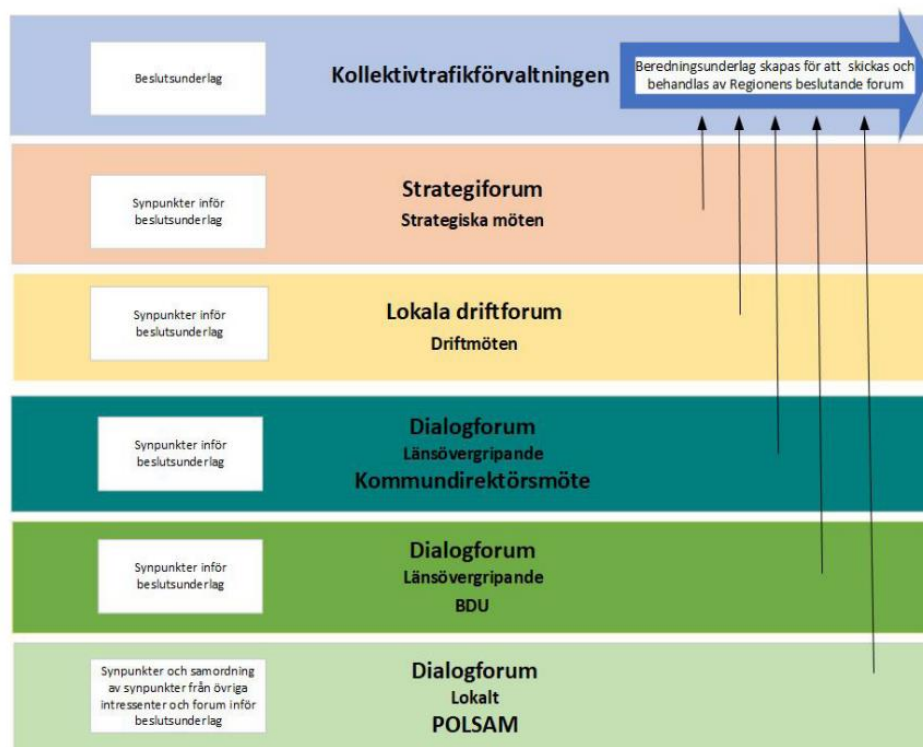 Beslutsunderlag
Kollektivtrafikförvaltningen
Beredningsunderlag skapas för att skickas och
behandlas av Regionens beslutande forum
Synpunkter inför
beslutsunderlag
Strategiforum
Strategiska möten
Synpunkter inför
beslutsunderlag
Lokala driftforum
Driftmöten
Synpunkter inför
beslutsunderlag
Dialogforum
Länsövergripande
Kommundirektörsmöte
Synpunkter inför
beslutsunderlag
Dialogforum
Länsövergripande
BDU
Synpunkter och samordning
av synpunkter från övriga
intressenter och forum inför
beslutsunderlag
Dialogforum
Lokalt
POLSAM